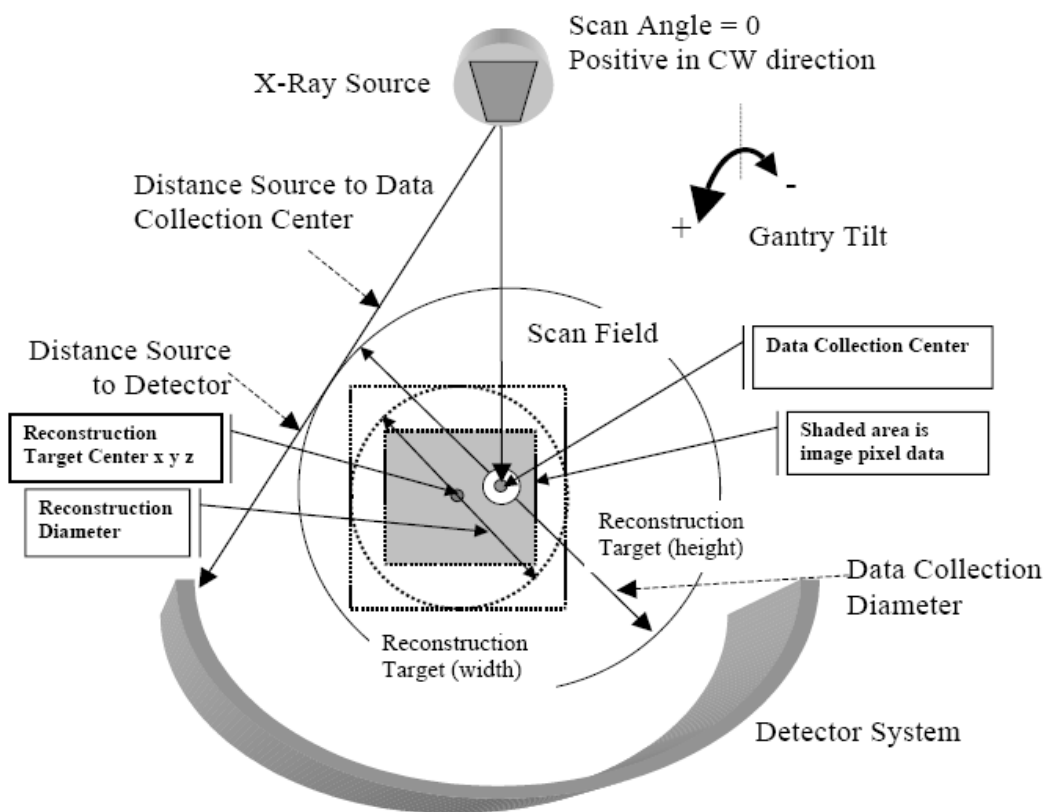 Scan Angle = 0
Positive in CW direction
X-Ray Source
Distance Source to Data
Collection Center
-
+
Gantry Tilt
Scan Field
Data Collection Center
Distance Source
to Detector
Reconstruction
Target Center x y z
Shaded area is
image pixel data
Reconstruction
Diameter
Reconstruction
Target (height)
Data Collection
Diameter
Reconstruction
Target (width)
Detector System